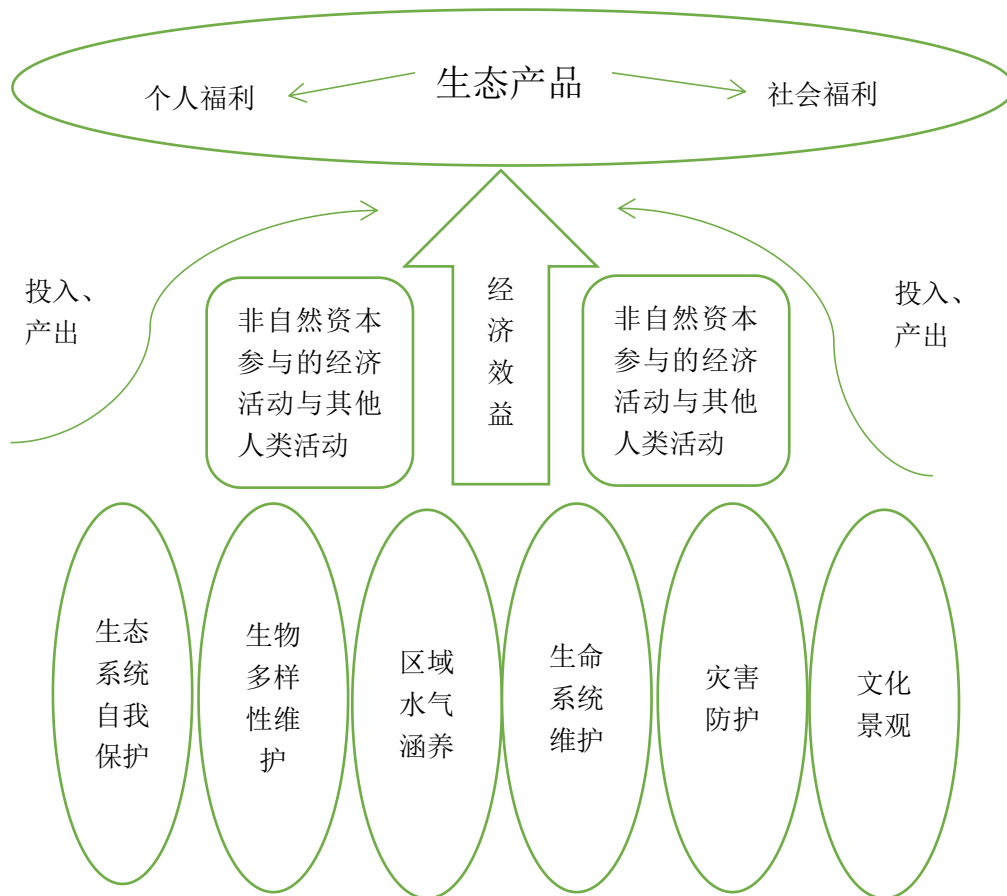 生态产品
个人福利
社会福利
投入、
产出
非自然资本
参与的经济
活动与其他
人类活动
经
济
效
益
非自然资本
参与的经济
活动与其他
人类活动
投入、
产出
生态
系统
自我
保护
生物
多样
性维
护
区域
水气
涵养
生命
系统
维护
灾害
防护
文化
景观